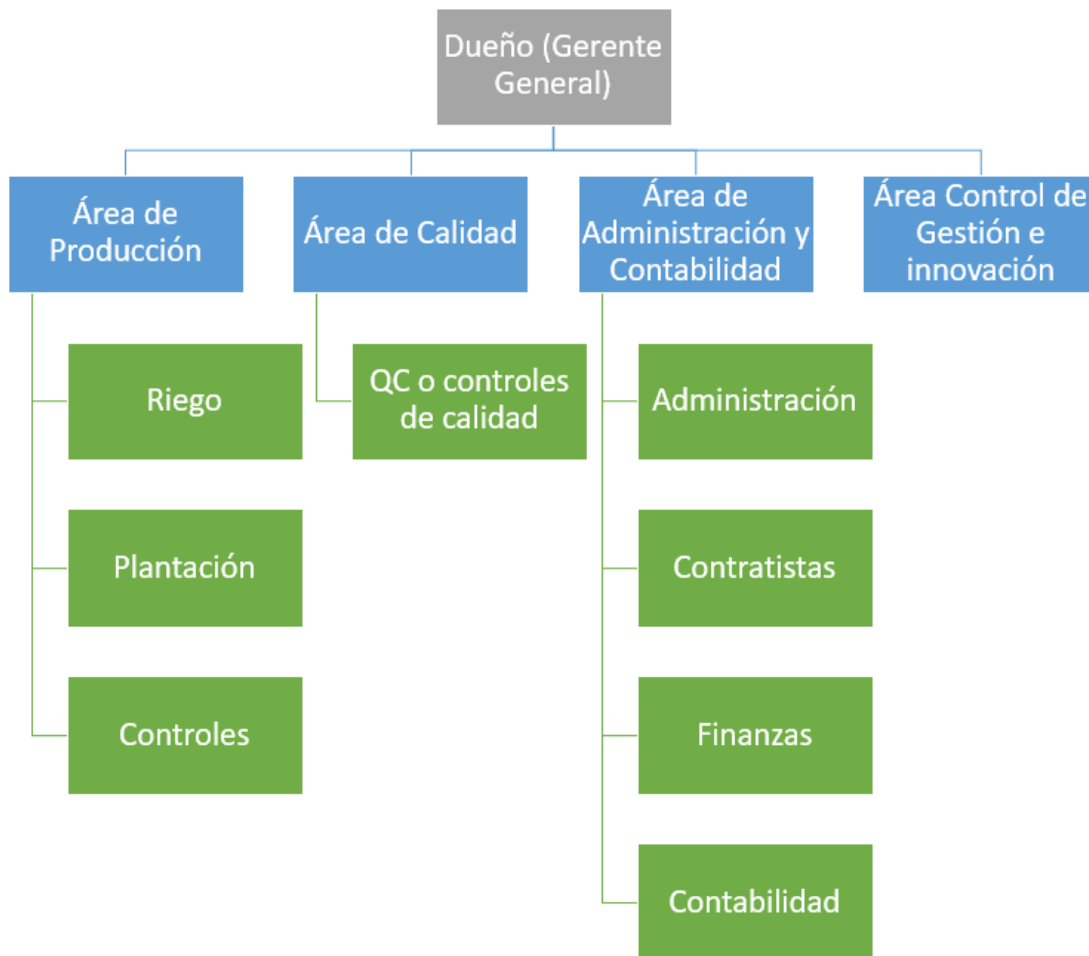 Dueño (Gerente
General)
Área de
Producción
Área de Calidad
Área de
Administración y
Contabilidad
Área Control de
Gestión e
innovación
Riego
Plantación
Controles
QC o controles
de calidad
Administración
Contratistas
Finanzas
Contabilidad